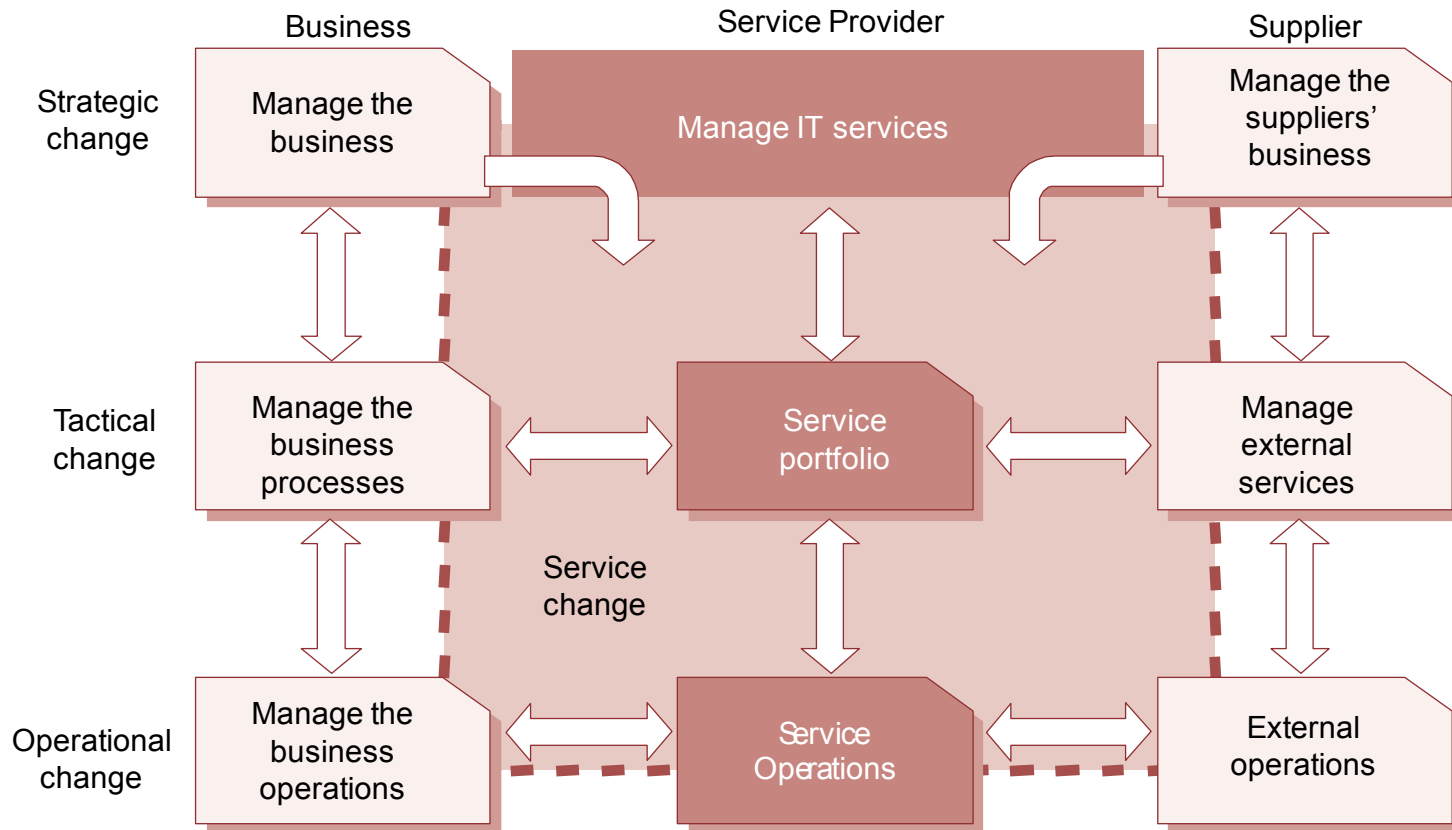 Business
Service Provider
Supplier
Strategic
change
Manage the
business
Manage IT services
Manage the
suppliers’
business
Tactical
change
Manage the
business
processes
Service
portfolio
Manage
external
services
Service
change
Operational
change
Manage the
business
operations
Service
Operations
External
operations